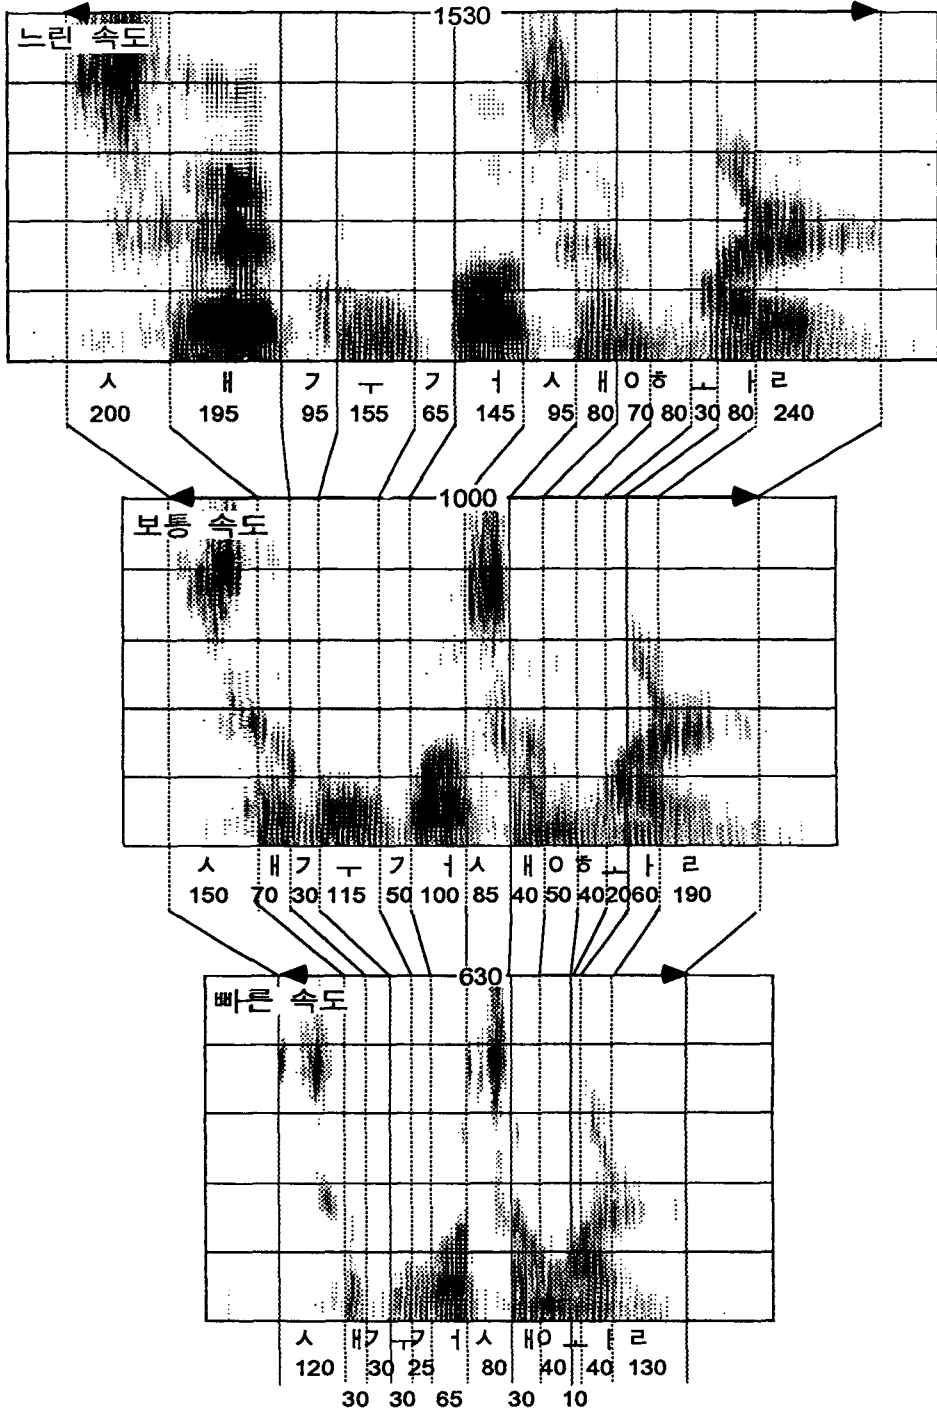 1530
느린 속도
ㅅ ㅐ ㄱ ㅜ ㄱ ㅓ ㅅ ㅐ ㅇ ㅎ ㅗ ㅏ ㄹ
200 195 95 155 65 145 95 80 70 80 30 80 240
1000
보통 속도
ㅅ ㅐ ㄱ ㅜ ㄱ ㅓ ㅅ ㅐ ㅇ ㅎ ㅗ ㅏ ㄹ
150 70 30 115 50 100 85 40 50 40 20 60 190
630
빠른 속도
ㅅ ㅐ ㄱ ㅜ ㄱ ㅓ ㅅ ㅐ ㅇ ㅗ ㅏ ㄹ
120 30 25 80 40 40 130
30 30 65 30 10